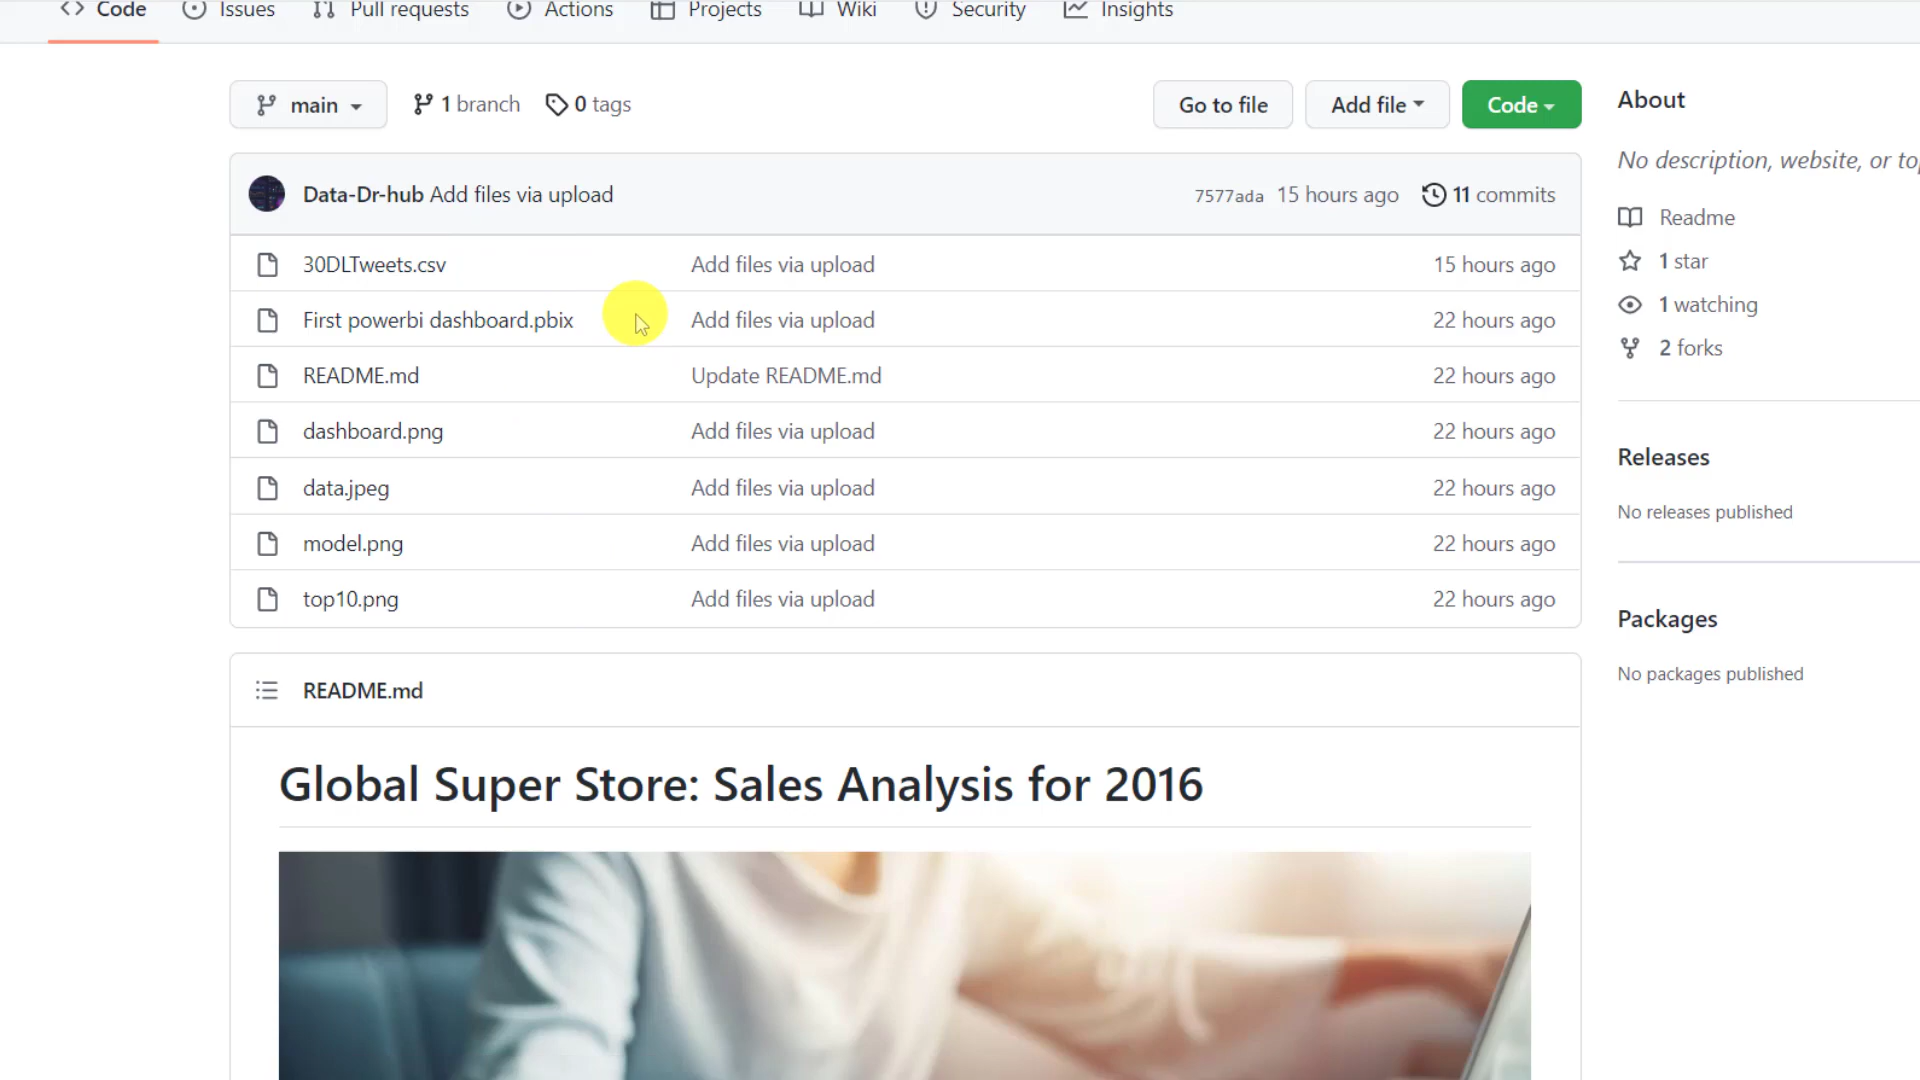 Code Issues Pull requests Actions Projects Wiki Security Insights
main 1 branch 0 tags Go to file Add file Code
Data-Dr-hub Add files via upload 7577ada 15 hours ago 11 commits
30DLTweets.csv Add files via upload 15 hours ago
First powerbi dashboard.pbix Add files via upload 22 hours ago
README.md Update README.md 22 hours ago
dashboard.png Add files via upload 22 hours ago
data.jpeg Add files via upload 22 hours ago
model.png Add files via upload 22 hours ago
top10.png Add files via upload 22 hours ago
README.md
Global Super Store: Sales Analysis for 2016
About
No description, website, or
Readme
1 star
1 watching
2 forks
Releases
No releases published
Packages
No packages published